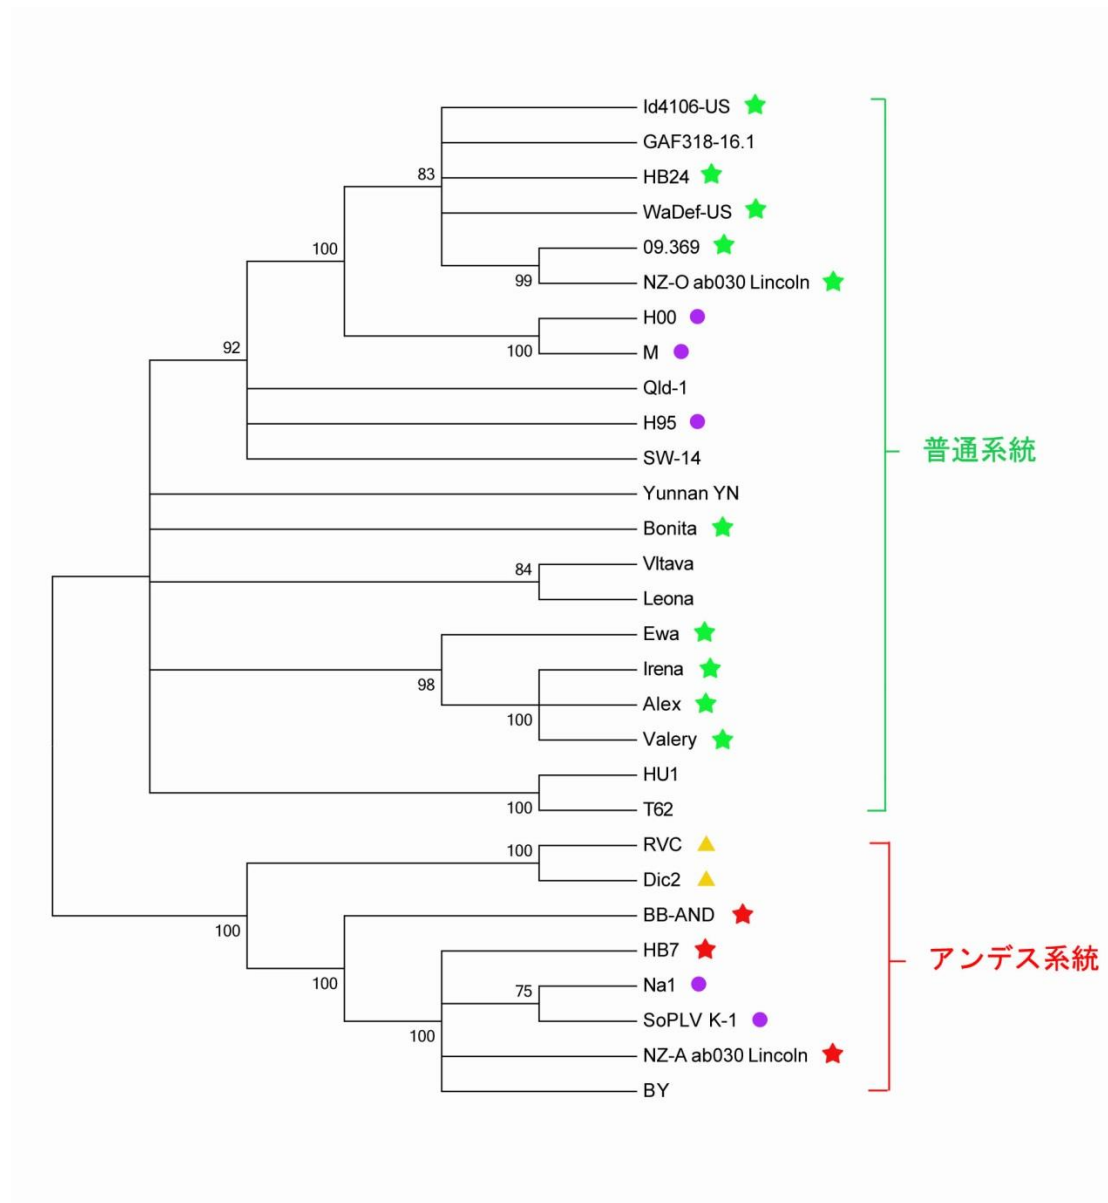 Id4106-US
GAF318-16.1
83
HB24
WaDef-US
09.369
100
99
NZ-O ab030 Lincoln
H00
92
100
M
Qld-1
H95
SW-14
普通系統
Yunnan YN
Bonita
84
Vltava
Leona
Ewa
98
Irena
Alex
100
Valery
HU1
100
T62
100
RVC
Dic2
100
BB-AND
HB7
アンデス系統
100
75
Na1
SoPLV K-1
100
NZ-A ab030 Lincoln
BY